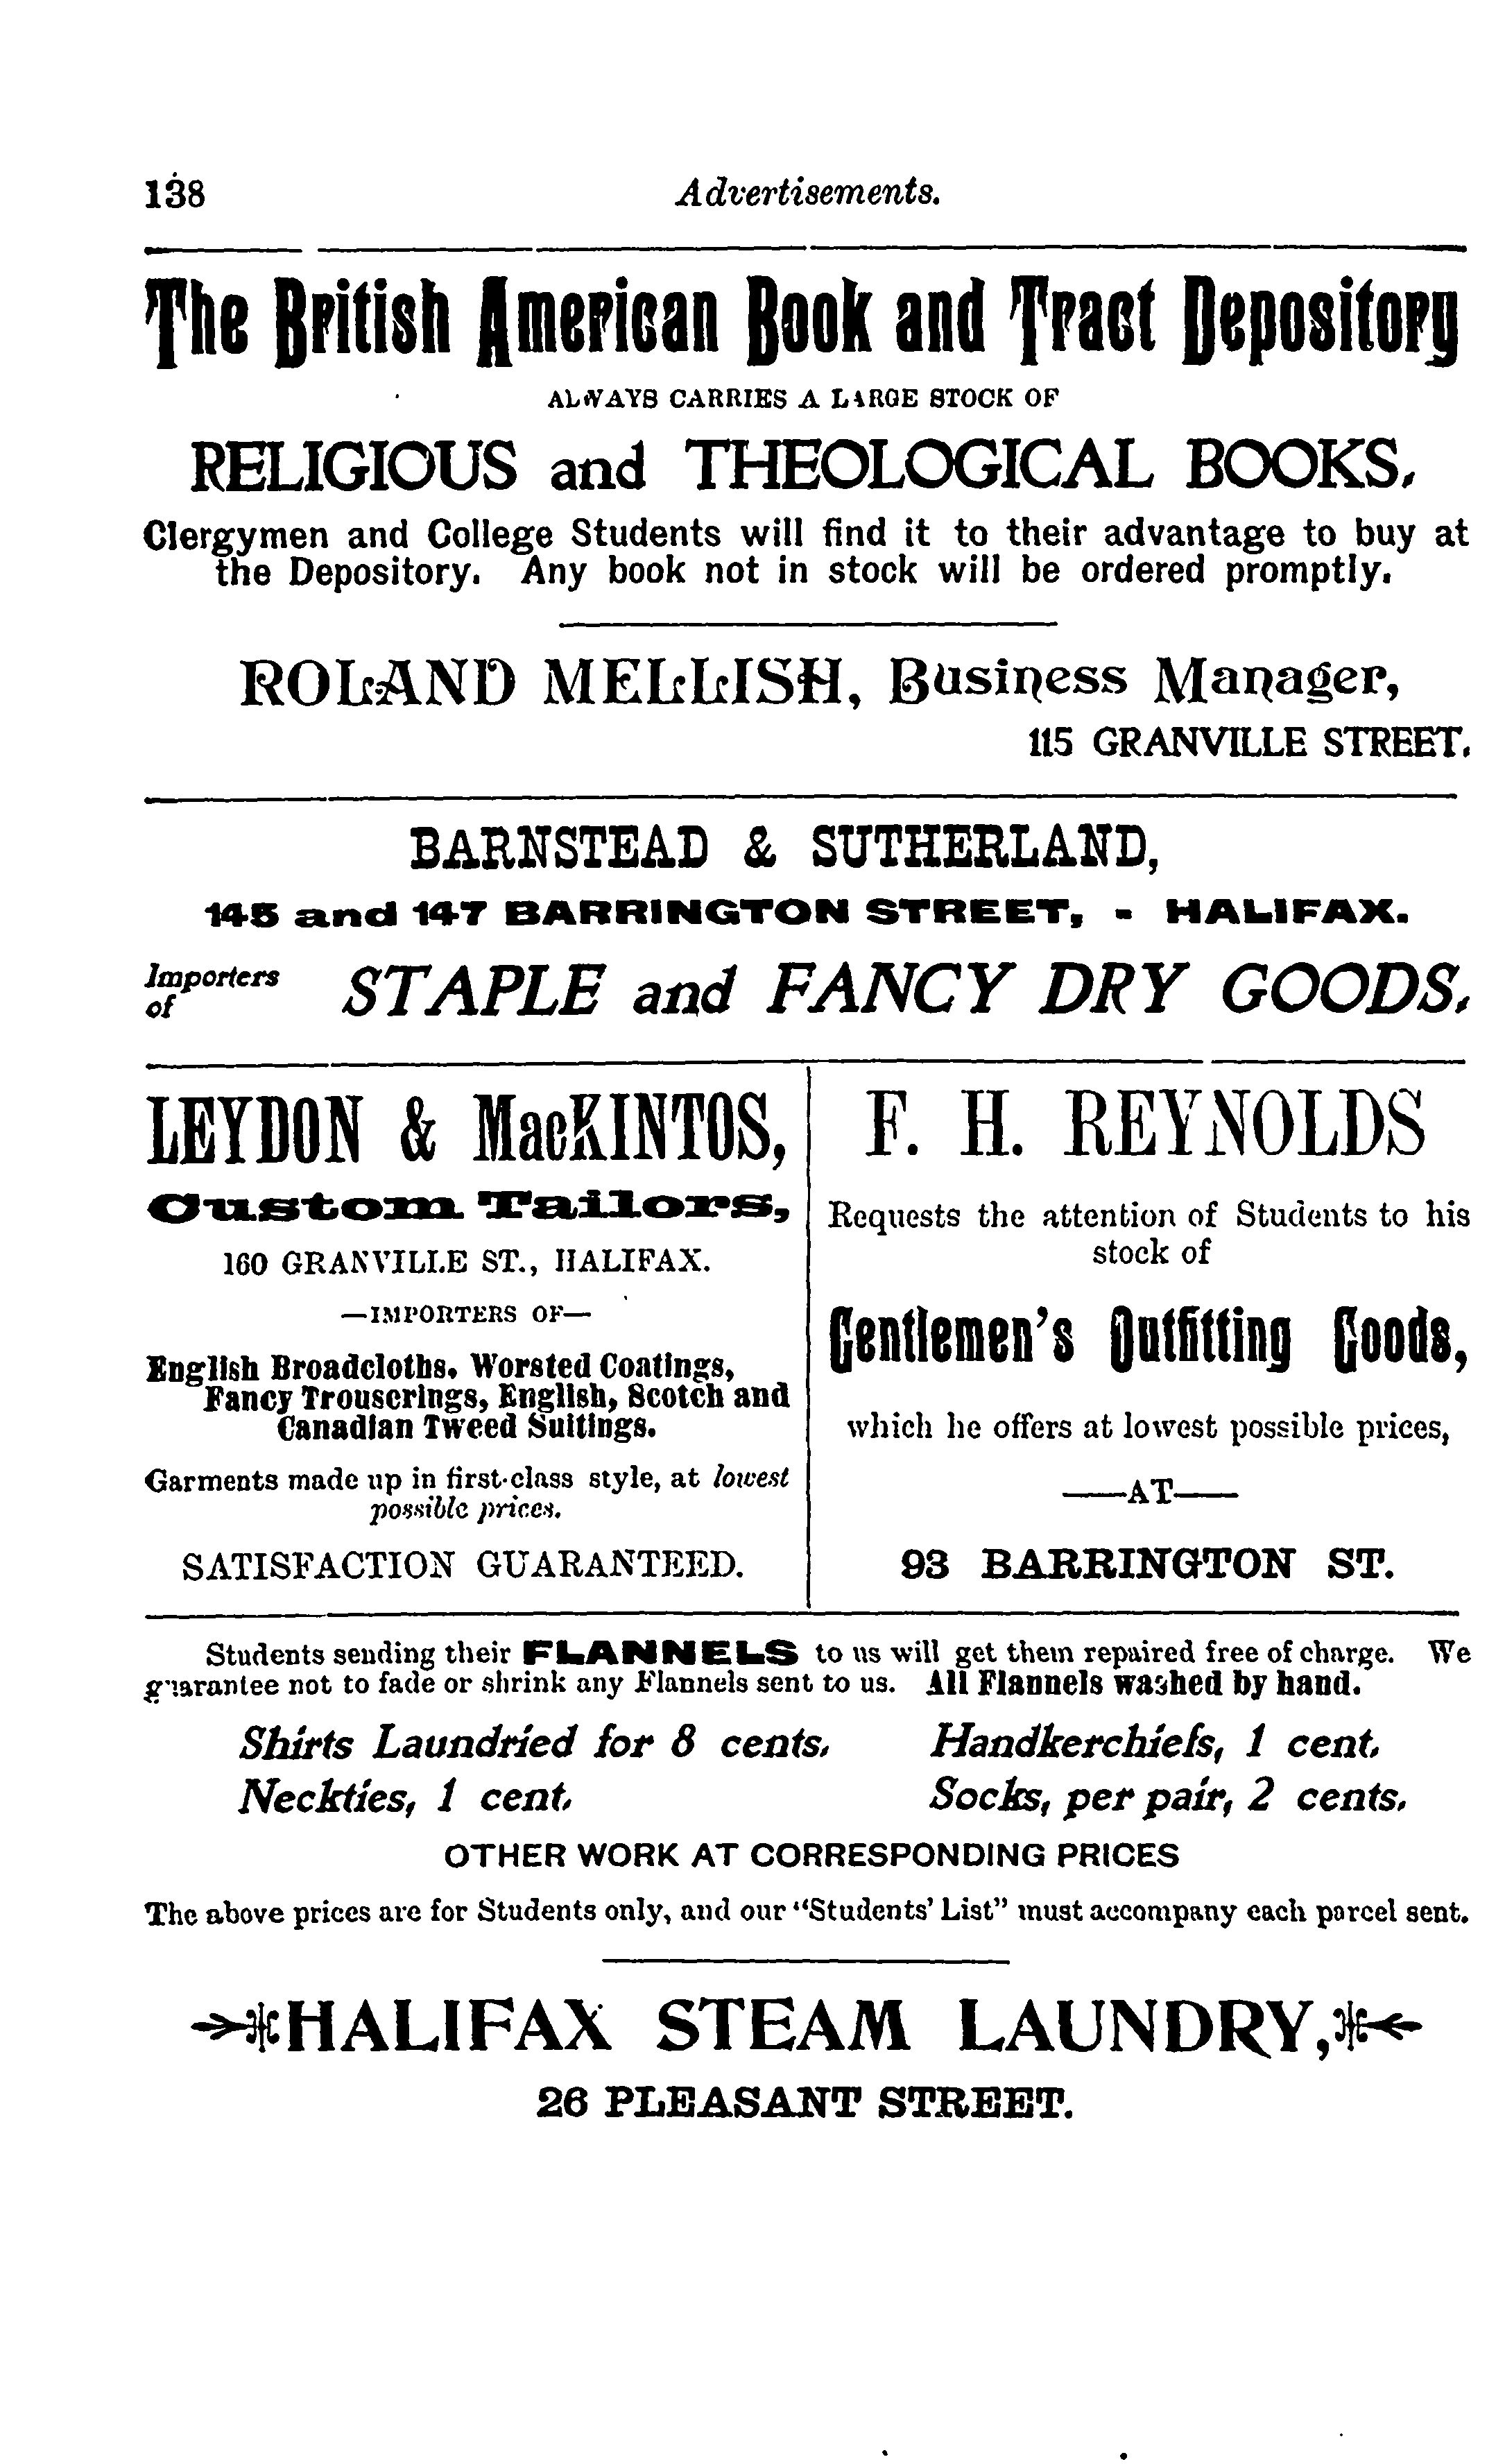 138
Advertisements.
The British American Book and Tract Depository
ALWAYS CARRIES A LARGE STOCK OF
RELIGIOUS and THEOLOGICAL BOOKS.
Clergymen and College Students will find it to their advantage to buy at
the Depository. Any book not in stock will be ordered promptly.
ROLAND MELLISH, Business Manager,
115 GRANVILLE STREET.
BARNSTEAD & SUTHERLAND,
145 and 147 BARRINGTON STREET, - HALIFAX.
Importers
of
STAPLE and FANCY DRY GOODS.
LEYDON & MacKINTOS,
Custom Tailors,
160 GRANVILLE ST., HALIFAX.
—IMPORTERS OF—
English Broadcloths. Worsted Coatings,
Fancy Trouserings, English, Scotch and
Canadian Tweed Suitings.
Garments made up in first-class style, at lowest
possible prices.
SATISFACTION GUARANTEED.
F. H. REYNOLDS
Requests the attention of Students to his
stock of
Gentlemen's Outfitting Goods,
which he offers at lowest possible prices,
—AT—
93 BARRINGTON ST.
Students sending their FLANNELS to us will get them repaired free of charge. We
guarantee not to fade or shrink any Flannels sent to us. All Flannels washed by hand.
Shirts Laundried for 8 cents. Handkerchiefs, 1 cent.
Neckties, 1 cent. Socks, per pair, 2 cents.
OTHER WORK AT CORRESPONDING PRICES
The above prices are for Students only, and our "Students' List" must accompany each parcel sent.
HALIFAX STEAM LAUNDRY,
26 PLEASANT STREET.